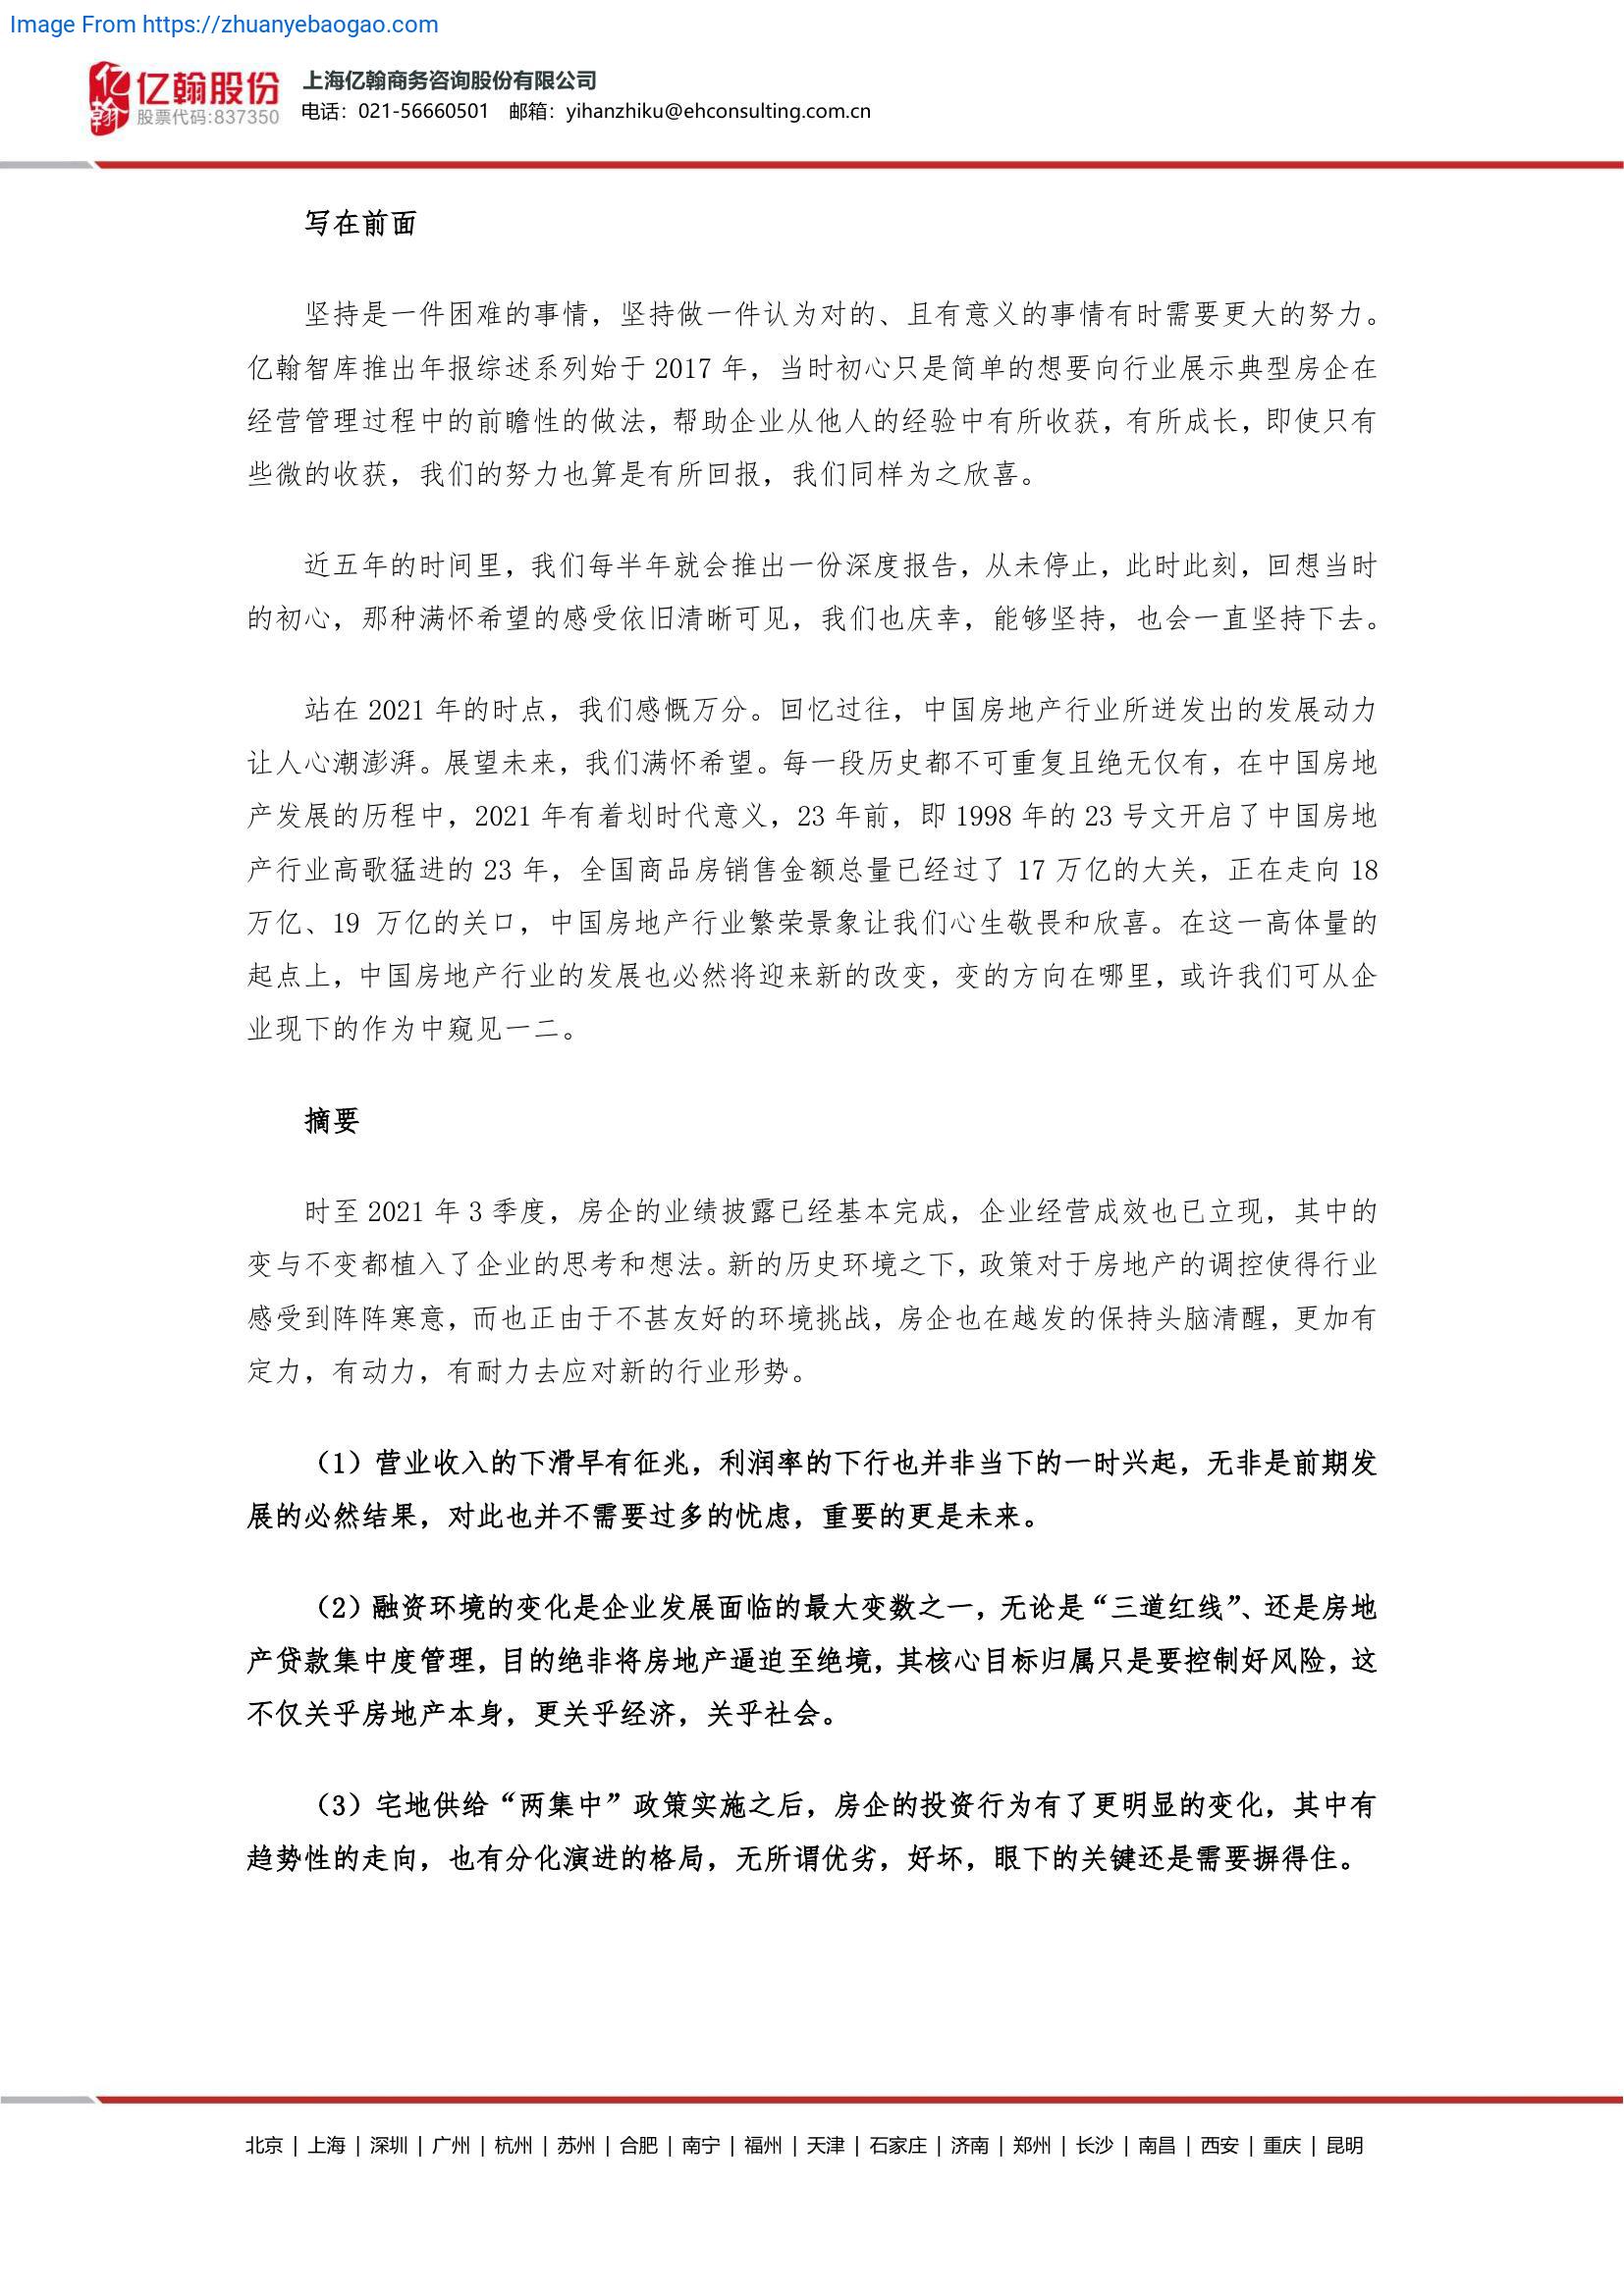 Image From https://zhuanyebaogao.com
亿翰
亿翰股份
股票代码:837350
上海亿翰商务咨询股份有限公司
电话：021-56660501 邮箱：yihanzhiku@ehconsulting.com.cn
写在前面
坚持是一件困难的事情，坚持做一件认为对的、且有意义的事情有时需要更大的努力。
亿翰智库推出年报综述系列始于 2017 年，当时初心只是简单的想要向行业展示典型房企在
经营管理过程中的前瞻性的做法，帮助企业从他人的经验中有所收获，有所成长，即使只有
些微的收获，我们的努力也算是有所回报，我们同样为之欣喜。
近五年的时间里，我们每半年就会推出一份深度报告，从未停止，此时此刻，回想当时
的初心，那种满怀希望的感受依旧清晰可见，我们也庆幸，能够坚持，也会一直坚持下去。
站在 2021 年的时点，我们感慨万分。回忆过往，中国房地产行业所迸发出的发展动力
让人心潮澎湃。展望未来，我们满怀希望。每一段历史都不可重复且绝无仅有，在中国房地
产发展的历程中，2021 年有着划时代意义，23 年前，即 1998 年的 23 号文开启了中国房地
产行业高歌猛进的 23 年，全国商品房销售金额总量已经过了 17 万亿的大关，正在走向 18
万亿、19 万亿的关口，中国房地产行业繁荣景象让我们心生敬畏和欣喜。在这一高体量的
起点上，中国房地产行业的发展也必然将迎来新的改变，变的方向在哪里，或许我们可从企
业现下的作为中窥见一二。
摘要
时至 2021 年 3 季度，房企的业绩披露已经基本完成，企业经营成效也已立现，其中的
变与不变都植入了企业的思考和想法。新的历史环境之下，政策对于房地产的调控使得行业
感受到阵阵寒意，而也正由于不甚友好的环境挑战，房企也在越发的保持头脑清醒，更加有
定力，有动力，有耐力去应对新的行业形势。
（1）营业收入的下滑早有征兆，利润率的下行也并非当下的一时兴起，无非是前期发
展的必然结果，对此也并不需要过多的忧虑，重要的更是未来。
（2）融资环境的变化是企业发展面临的最大变数之一，无论是“三道红线”、还是房地
产贷款集中度管理，目的绝非将房地产逼迫至绝境，其核心目标归属只是要控制好风险，这
不仅关乎房地产本身，更关乎经济，关乎社会。
（3）宅地供给“两集中”政策实施之后，房企的投资行为有了更明显的变化，其中有
趋势性的走向，也有分化演进的格局，无所谓优劣，好坏，眼下的关键还是需要摒得住。
北京 | 上海 | 深圳 | 广州 | 杭州 | 苏州 | 合肥 | 南宁 | 福州 | 天津 | 石家庄 | 济南 | 郑州 | 长沙 | 南昌 | 西安 | 重庆 | 昆明